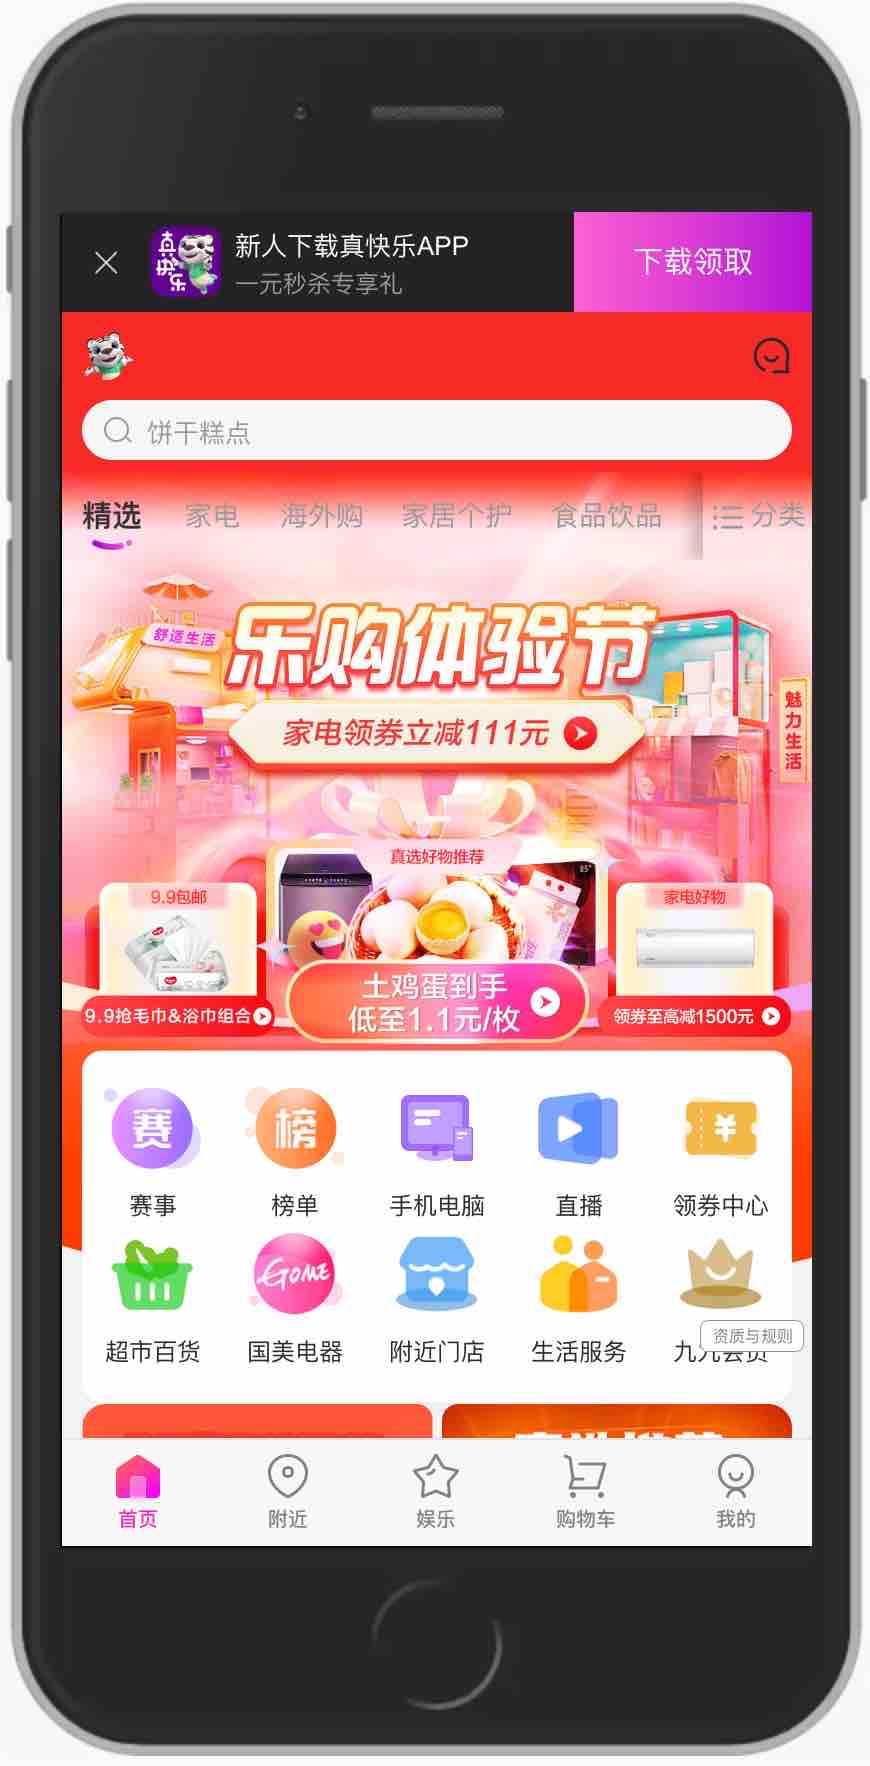 真快乐
新人下载真快乐APP
一元秒杀专享礼
下载领取
饼干糕点
精选
家电
海外购
家居个护
食品饮品
分类
舒适生活
乐购体验节
家电领券立减111元
魅力生活
真选好物推荐
9.9包邮
家电好物
土鸡蛋到手
低至1.1元/枚
9.9抢毛巾&浴巾组合
领券至高减1500元
赛
榜
¥
赛事
榜单
手机电脑
直播
领券中心
GOME
超市百货
国美电器
附近门店
生活服务
资质与规则
首页
附近
娱乐
购物车
我的